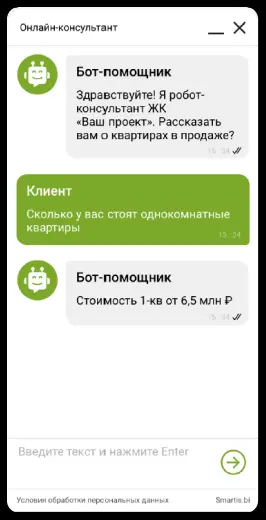 Онлайн-консультант
Бот-помощник
Здравствуйте! Я робот-
консультант ЖК
«Ваш проект». Рассказать
вам о квартирах в продаже?
15:34
Клиент
Сколько у вас стоят однокомнатные
квартиры
15:34
Бот-помощник
Стоимость 1-кв от 6,5 млн ₽
15:34
Введите текст и нажмите Enter
Условия обработки персональных данных
Smartis.bi